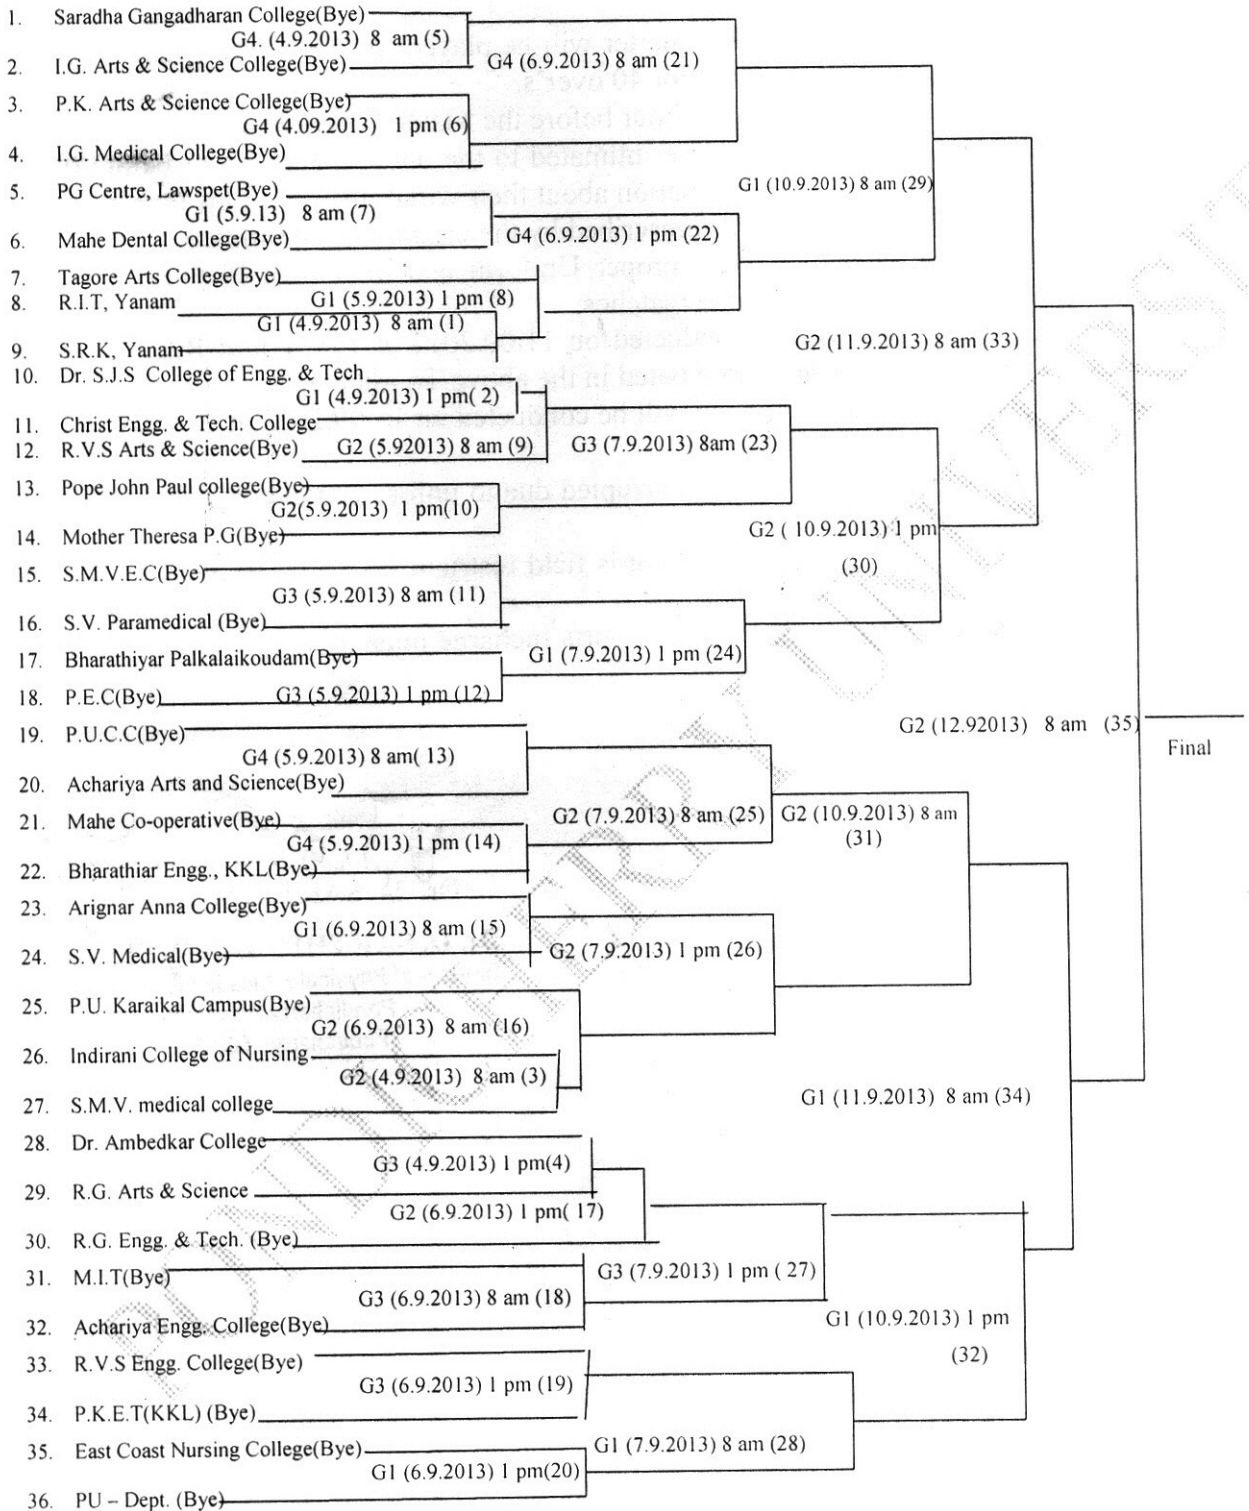 1. Saradha Gangadharan College(Bye)
G4. (4.9.2013) 8 am (5)
2. I.G. Arts & Science College(Bye)
G4 (6.9.2013) 8 am (21)
3. P.K. Arts & Science College(Bye)
G4 (4.09.2013) 1 pm (6)
4. I.G. Medical College(Bye)
5. PG Centre, Lawspet(Bye)
G1 (10.9.2013) 8 am (29)
G1 (5.9.13) 8 am (7)
6. Mahe Dental College(Bye)
G4 (6.9.2013) 1 pm (22)
7. Tagore Arts College(Bye)
8. R.I.T, Yanam
G1 (5.9.2013) 1 pm (8)
G1 (4.9.2013) 8 am (1)
9. S.R.K, Yanam
G2 (11.9.2013) 8 am (33)
10. Dr. S.J.S College of Engg. & Tech
G1 (4.9.2013) 1 pm( 2)
11. Christ Engg. & Tech. College
12. R.V.S Arts & Science(Bye)
G2 (5.92013) 8 am (9)
G3 (7.9.2013) 8am (23)
13. Pope John Paul college(Bye)
G2(5.9.2013) 1 pm(10)
14. Mother Theresa P.G(Bye)
G2 ( 10.9.2013) 1 pm
(30)
15. S.M.V.E.C(Bye)
G3 (5.9.2013) 8 am (11)
16. S.V. Paramedical (Bye)
17. Bharathiyar Palkalaikoudam(Bye)
G1 (7.9.2013) 1 pm (24)
18. P.E.C(Bye)
G3 (5.9.2013) 1 pm (12)
19. P.U.C.C(Bye)
G2 (12.92013) 8 am (35)
Final
G4 (5.9.2013) 8 am( 13)
20. Achariya Arts and Science(Bye)
21. Mahe Co-operative(Bye)
G2 (7.9.2013) 8 am (25)
G2 (10.9.2013) 8 am
(31)
G4 (5.9.2013) 1 pm (14)
22. Bharathiar Engg., KKL(Bye)
23. Arignar Anna College(Bye)
G1 (6.9.2013) 8 am (15)
24. S.V. Medical(Bye)
G2 (7.9.2013) 1 pm (26)
25. P.U. Karaikal Campus(Bye)
G2 (6.9.2013) 8 am (16)
26. Indirani College of Nursing
G2 (4.9.2013) 8 am (3)
27. S.M.V. medical college
G1 (11.9.2013) 8 am (34)
28. Dr. Ambedkar College
G3 (4.9.2013) 1 pm(4)
29. R.G. Arts & Science
G2 (6.9.2013) 1 pm( 17)
30. R.G. Engg. & Tech. (Bye)
31. M.I.T(Bye)
G3 (7.9.2013) 1 pm ( 27)
G3 (6.9.2013) 8 am (18)
32. Achariya Engg. College(Bye)
G1 (10.9.2013) 1 pm
(32)
33. R.V.S Engg. College(Bye)
G3 (6.9.2013) 1 pm (19)
34. P.K.E.T(KKL) (Bye)
35. East Coast Nursing College(Bye)
G1 (7.9.2013) 8 am (28)
G1 (6.9.2013) 1 pm(20)
36. PU – Dept. (Bye)
PONDICHERRY UNIVERSIT